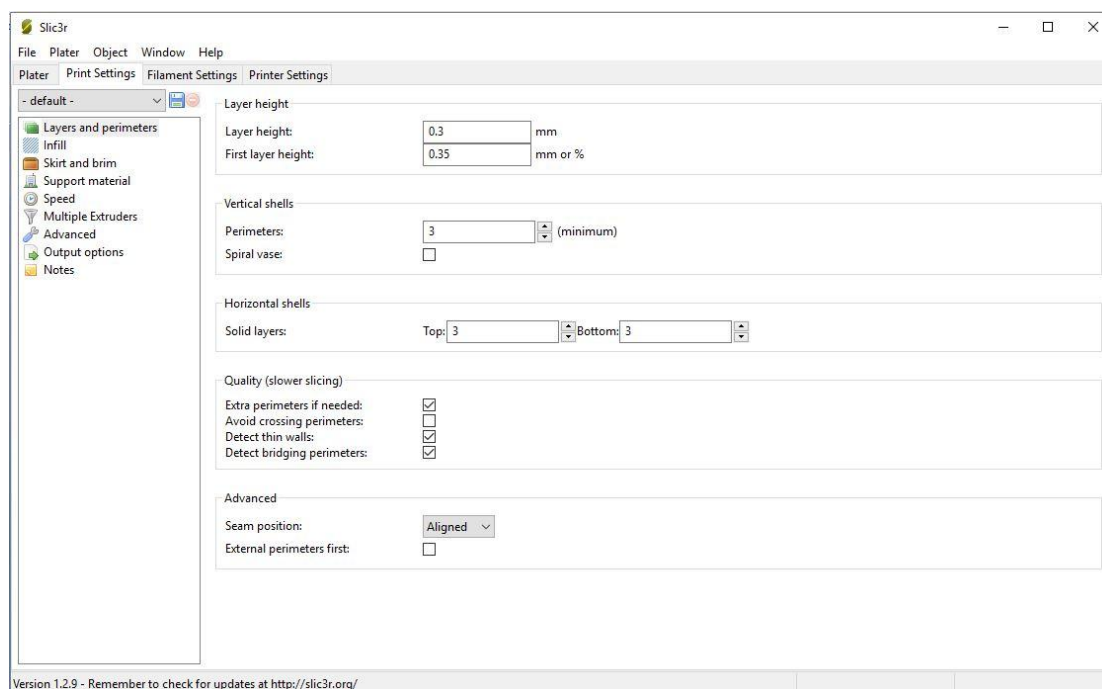 Slic3r
File Plater Object Window Help
Plater Print Settings Filament Settings Printer Settings
- default -
Layers and perimeters
Infill
Skirt and brim
Support material
Speed
Multiple Extruders
Advanced
Output options
Notes
Layer height
Layer height: 0.3 mm
First layer height: 0.35 mm or %
Vertical shells
Perimeters: 3 (minimum)
Spiral vase:
Horizontal shells
Solid layers: Top: 3 Bottom: 3
Quality (slower slicing)
Extra perimeters if needed:
Avoid crossing perimeters:
Detect thin walls:
Detect bridging perimeters:
Advanced
Seam position: Aligned
External perimeters first:
Version 1.2.9 - Remember to check for updates at http://slic3r.org/